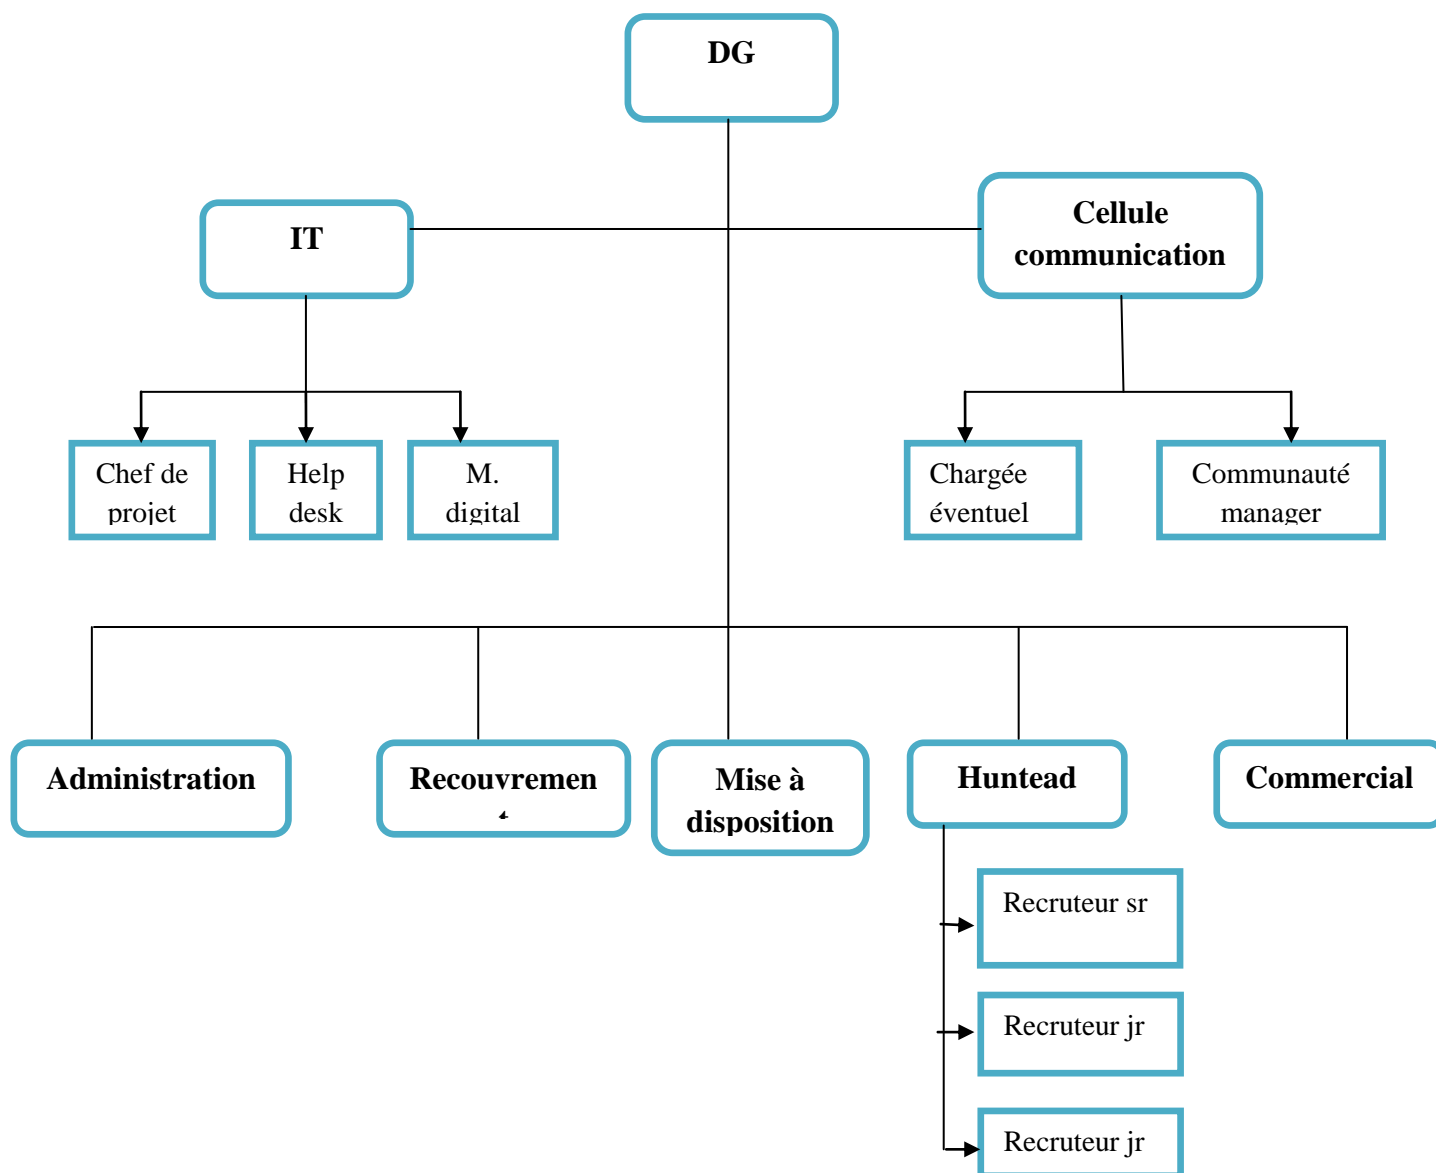 DG
IT
Cellule
communication
Chef de
projet
Help
desk
M.
digital
Chargée
éventuel
Communauté
manager
Administration
Recouvremen
Mise à
disposition
Huntead
Commercial
Recruteur sr
Recruteur jr
Recruteur jr